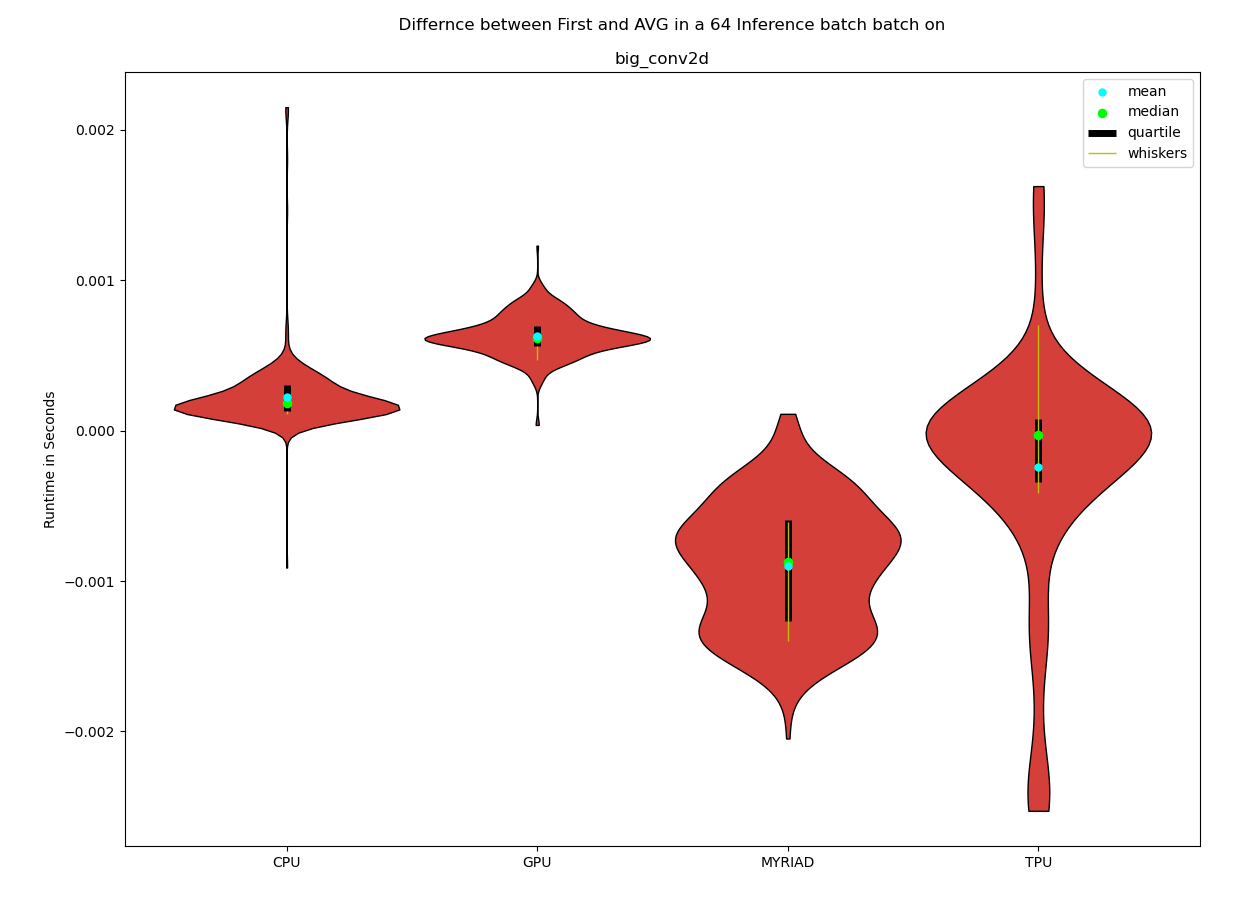 Differnce between First and AVG in a 64 Inference batch batch on
big_conv2d
mean
median
quartile
whiskers
0.002
0.001
0.000
−0.001
−0.002
Runtime in Seconds
CPU GPU MYRIAD TPU